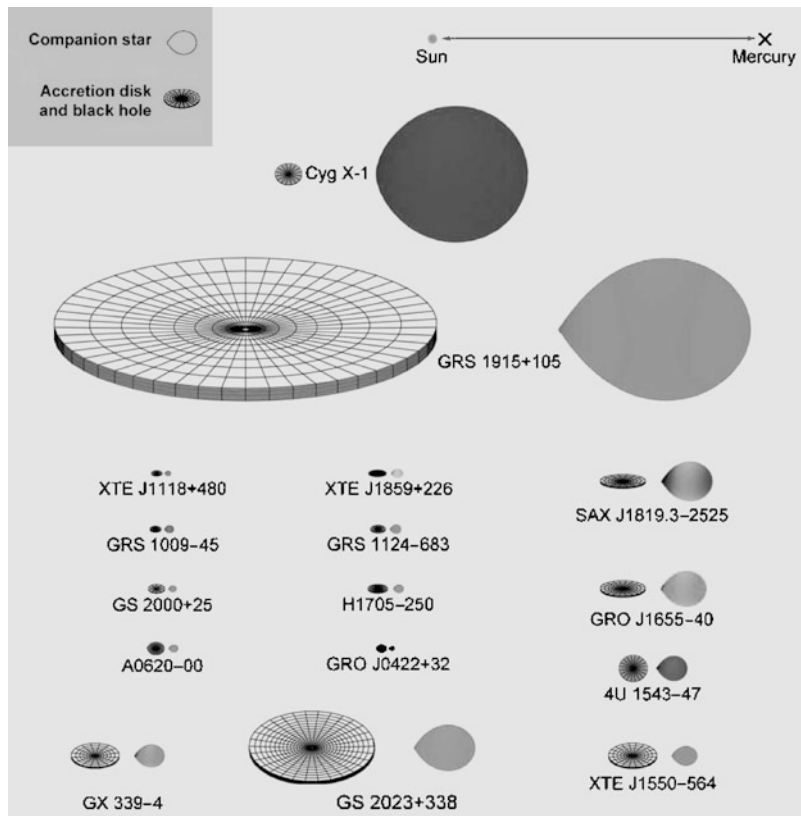 Companion star
Accretion disk
and black hole
Sun
Mercury
Cyg X-1
GRS 1915+105
XTE J1118+480
XTE J1859+226
SAX J1819.3−2525
GRS 1009−45
GRS 1124−683
GS 2000+25
H1705−250
GRO J1655−40
A0620−00
GRO J0422+32
4U 1543−47
GX 339−4
GS 2023+338
XTE J1550−564